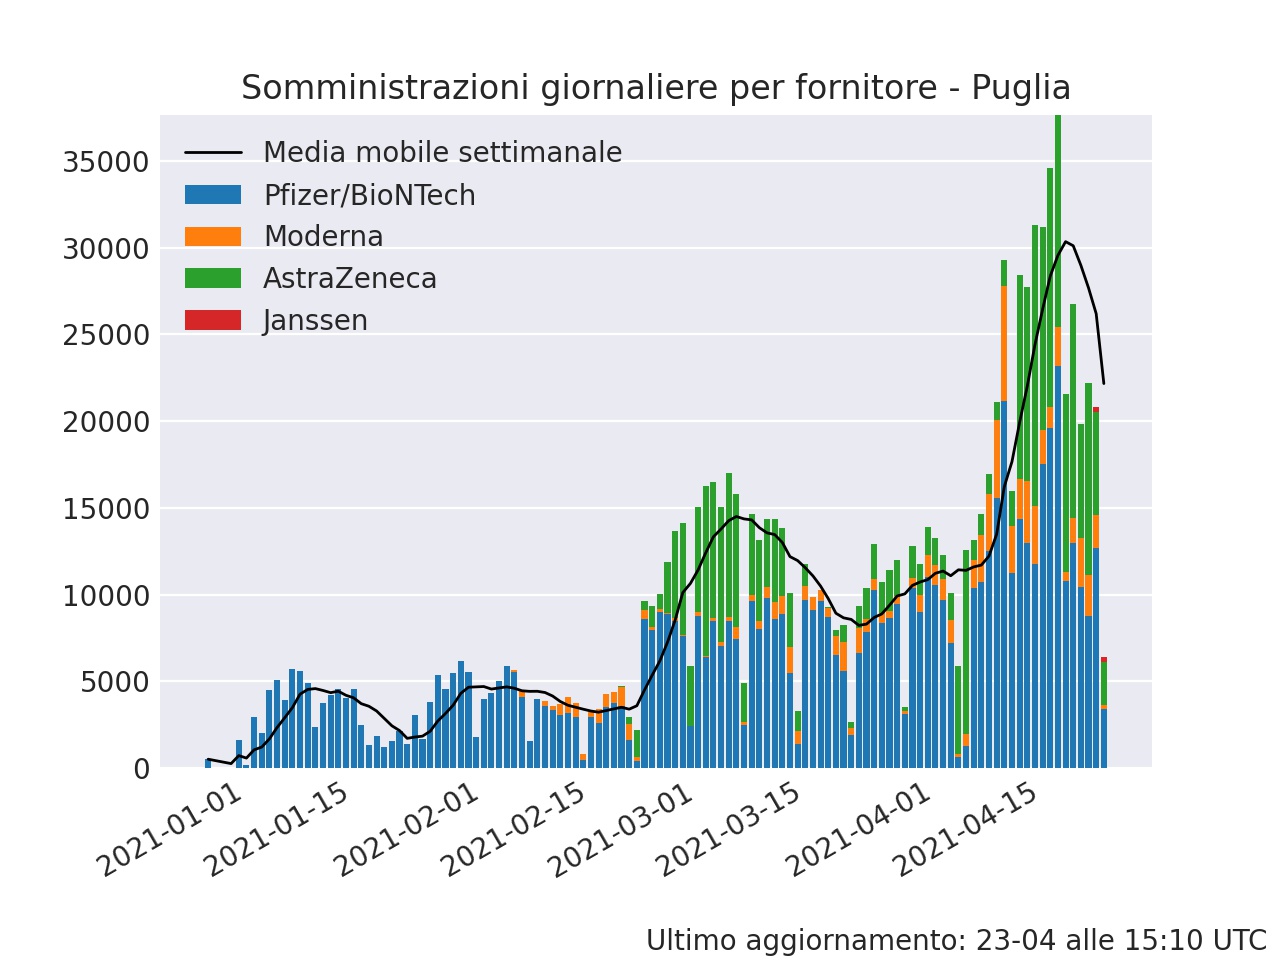 Somministrazioni giornaliere per fornitore - Puglia
Media mobile settimanale
Pfizer/BioNTech
Moderna
AstraZeneca
Janssen
35000
30000
25000
20000
15000
10000
5000
0
2021-01-01
2021-01-15
2021-02-01
2021-02-15
2021-03-01
2021-03-15
2021-04-01
2021-04-15
Ultimo aggiornamento: 23-04 alle 15:10 UTC